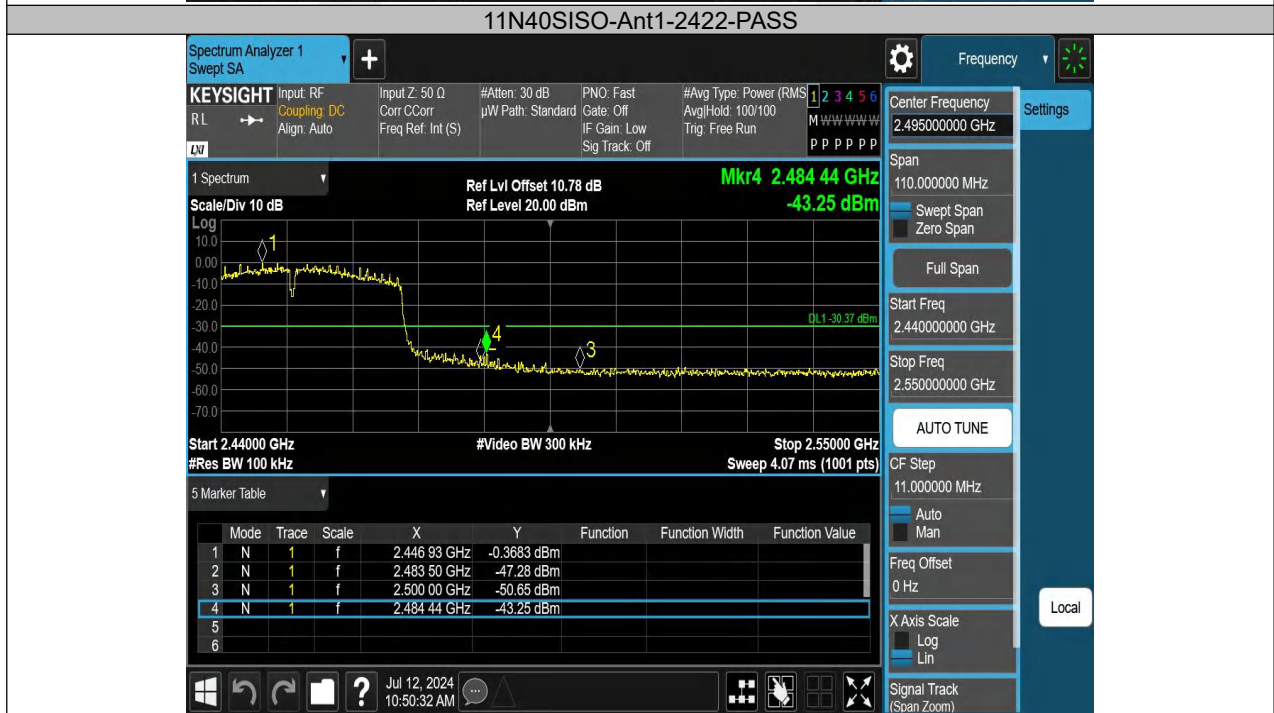 11N40SISO-Ant1-2422-PASS
Spectrum Analyzer 1
Swept SA
+
Frequency
KEYSIGHT
RL
LXI
Input: RF
Coupling: DC
Align: Auto
Input Z: 50 Ω
Corr CCorr
Freq Ref: Int (S)
#Atten: 30 dB
µW Path: Standard
PNO: Fast
Gate: Off
IF Gain: Low
Sig Track: Off
#Avg Type: Power (RMS
Avg|Hold: 100/100
Trig: Free Run
1 2 3 4 5 6
M W W W W W
P P P P P P
1 Spectrum
Scale/Div 10 dB
Ref Lvl Offset 10.78 dB
Ref Level 20.00 dBm
Mkr4 2.484 44 GHz
-43.25 dBm
Log
10.0
0.00
-10.0
-20.0
-30.0
-40.0
-50.0
-60.0
-70.0
1
4
3
DL1 -30.37 dBm
Start 2.44000 GHz
#Video BW 300 kHz
Stop 2.55000 GHz
#Res BW 100 kHz
Sweep 4.07 ms (1001 pts)
5 Marker Table
Mode Trace Scale X Y Function Function Width Function Value
1 N 1 f 2.446 93 GHz -0.3683 dBm
2 N 1 f 2.483 50 GHz -47.28 dBm
3 N 1 f 2.500 00 GHz -50.65 dBm
4 N 1 f 2.484 44 GHz -43.25 dBm
5
6
Center Frequency
2.495000000 GHz
Settings
Span
110.000000 MHz
Swept Span
Zero Span
Full Span
Start Freq
2.440000000 GHz
Stop Freq
2.550000000 GHz
AUTO TUNE
CF Step
11.000000 MHz
Auto
Man
Freq Offset
0 Hz
Local
X Axis Scale
Log
Lin
Signal Track
(Span Zoom)
?
Jul 12, 2024
10:50:32 AM